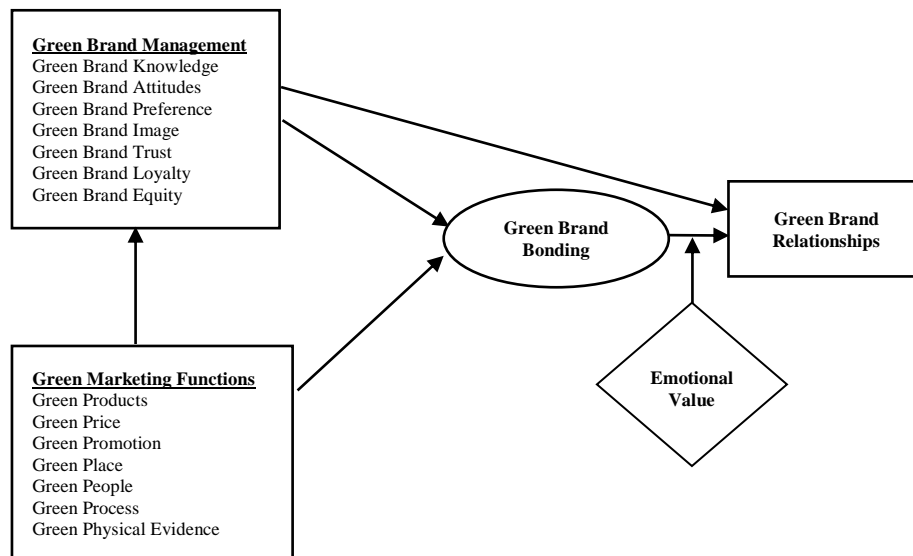 Green Brand Management
Green Brand Knowledge
Green Brand Attitudes
Green Brand Preference
Green Brand Image
Green Brand Trust
Green Brand Loyalty
Green Brand Equity
Green Brand
Bonding
Green Brand
Relationships
Green Marketing Functions
Green Products
Green Price
Green Promotion
Green Place
Green People
Green Process
Green Physical Evidence
Emotional
Value